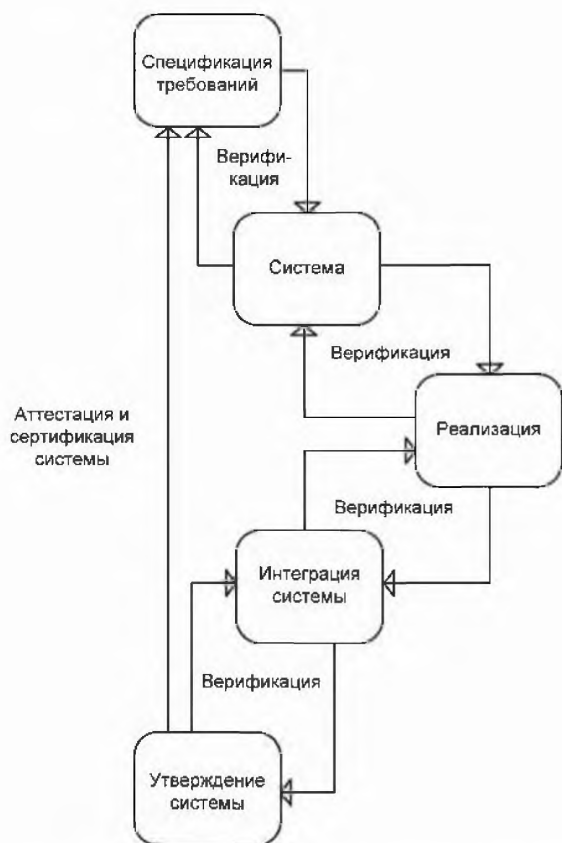 Спецификация
требований
Верифи-
кация
Система
Верификация
Реализация
Аттестация и
сертификация
системы
Верификация
Интеграция
системы
Верификация
Утверждение
системы